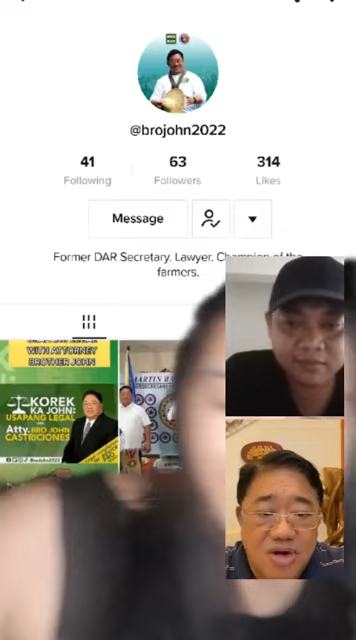 @brojohn2022
41 63 314
Following Followers Likes
Message
Former DAR Secretary. Lawyer. Champion of the
farmers.
WITH ATTORNEY
BROTHER JOHN
KOREK
KA JOHN:
USAPANG LEGAL
Atty. BRO JOHN
CASTRICIONES
MARTIN